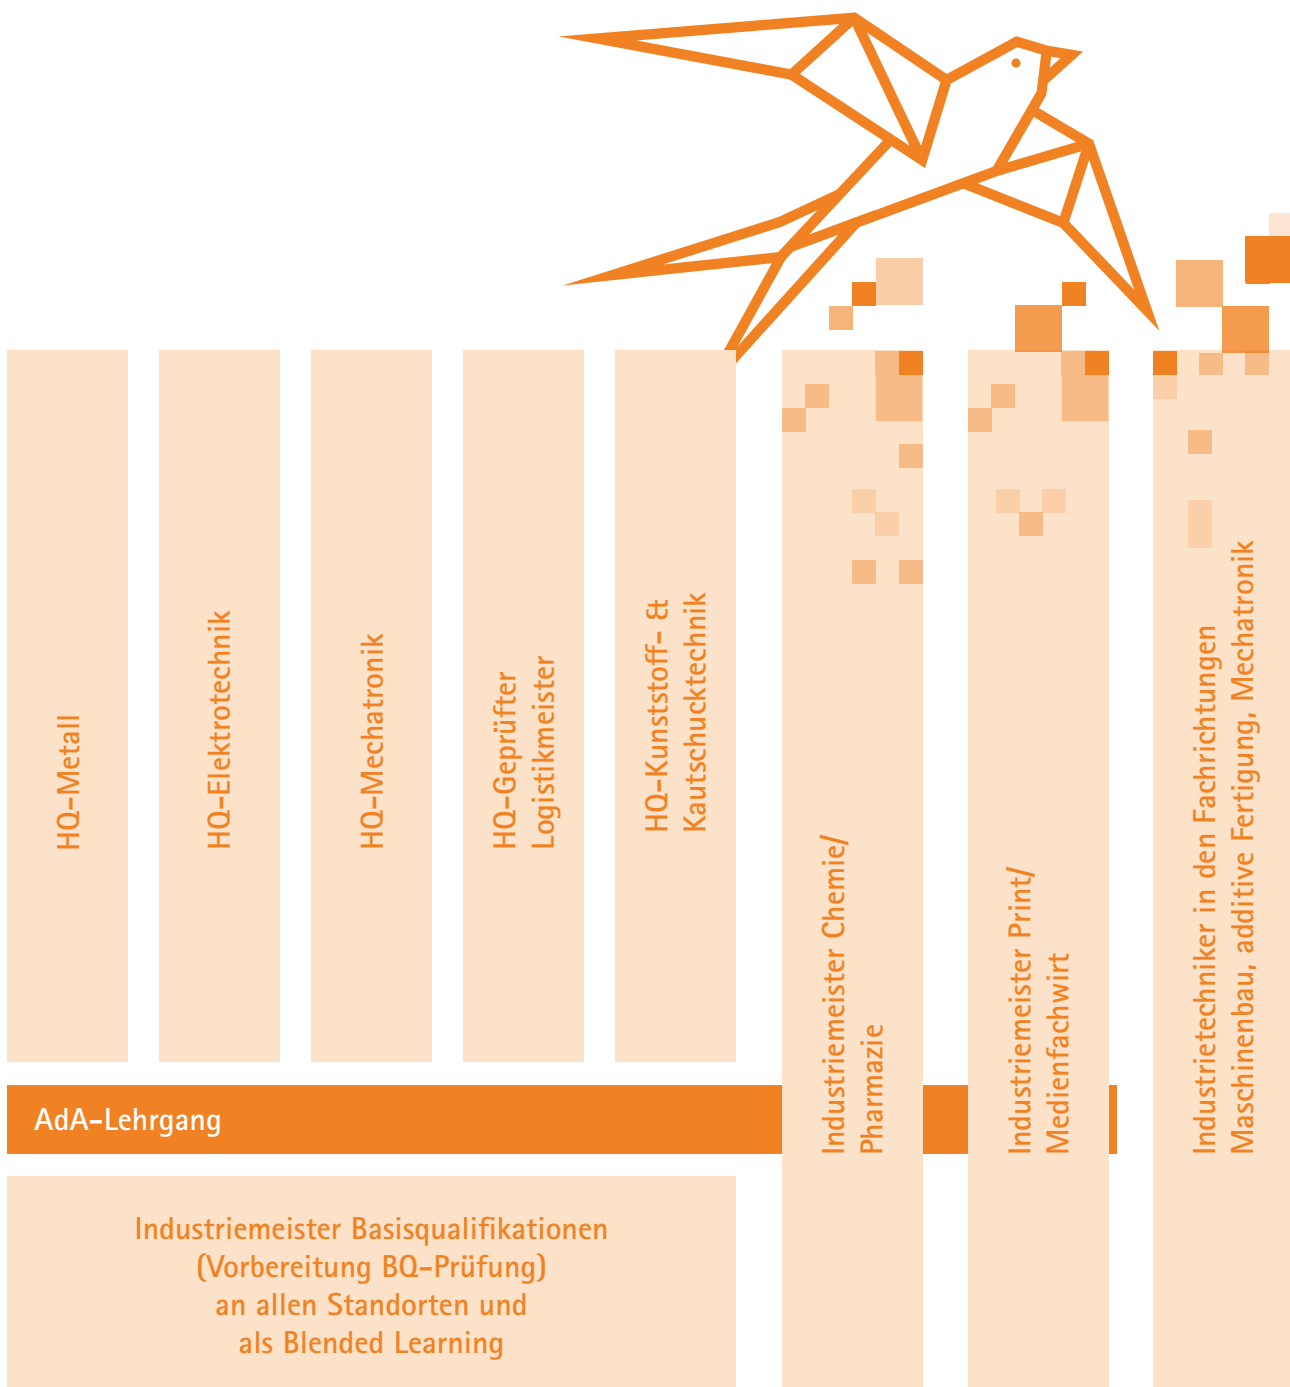 HQ-Metall
HQ-Elektrotechnik
HQ-Mechatronik
HQ-Geprüfter
Logistikmeister
HQ-Kunststoff- &
Kautschucktechnik
Industriemeister Chemie/
Pharmazie
Industriemeister Print/
Medienfachwirt
Industrietechniker in den Fachrichtungen
Maschinenbau, additive Fertigung, Mechatronik
AdA-Lehrgang
Industriemeister Basisqualifikationen
(Vorbereitung BQ-Prüfung)
an allen Standorten und
als Blended Learning